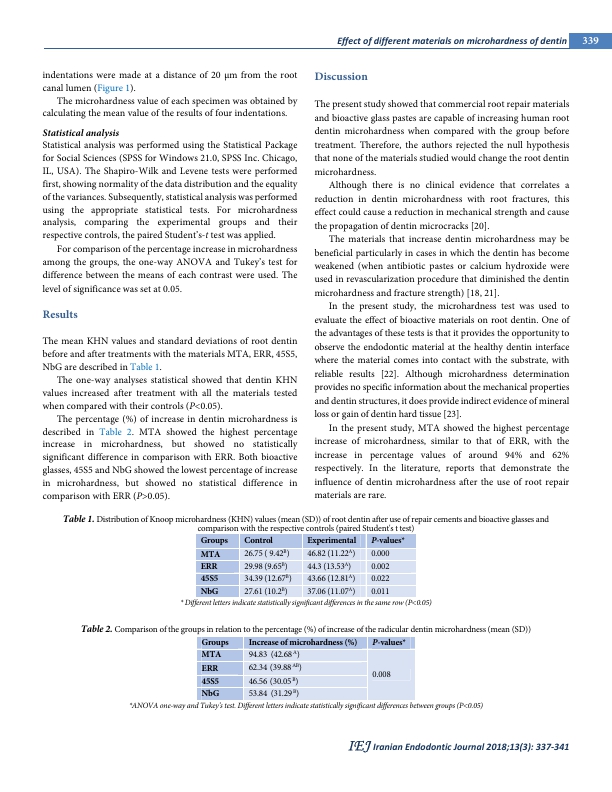 Effect of different materials on microhardness of dentin 339
indentations were made at a distance of 20 µm from the root
canal lumen (Figure 1).
The microhardness value of each specimen was obtained by
calculating the mean value of the results of four indentations.
Statistical analysis
Statistical analysis was performed using the Statistical Package
for Social Sciences (SPSS for Windows 21.0, SPSS Inc. Chicago,
IL, USA). The Shapiro-Wilk and Levene tests were performed
first, showing normality of the data distribution and the equality
of the variances. Subsequently, statistical analysis was performed
using the appropriate statistical tests. For microhardness
analysis, comparing the experimental groups and their
respective controls, the paired Student's-t test was applied.
For comparison of the percentage increase in microhardness
among the groups, the one-way ANOVA and Tukey's test for
difference between the means of each contrast were used. The
level of significance was set at 0.05.
Results
The mean KHN values and standard deviations of root dentin
before and after treatments with the materials MTA, ERR, 45S5,
NbG are described in Table 1.
The one-way analyses statistical showed that dentin KHN
values increased after treatment with all the materials tested
when compared with their controls (P<0.05).
The percentage (%) of increase in dentin microhardness is
described in Table 2. MTA showed the highest percentage
increase in microhardness, but showed no statistically
significant difference in comparison with ERR. Both bioactive
glasses, 45S5 and NbG showed the lowest percentage of increase
in microhardness, but showed no statistical difference in
comparison with ERR (P>0.05).
Discussion
The present study showed that commercial root repair materials
and bioactive glass pastes are capable of increasing human root
dentin microhardness when compared with the group before
treatment. Therefore, the authors rejected the null hypothesis
that none of the materials studied would change the root dentin
microhardness.
Although there is no clinical evidence that correlates a
reduction in dentin microhardness with root fractures, this
effect could cause a reduction in mechanical strength and cause
the propagation of dentin microcracks [20].
The materials that increase dentin microhardness may be
beneficial particularly in cases in which the dentin has become
weakened (when antibiotic pastes or calcium hydroxide were
used in revascularization procedure that diminished the dentin
microhardness and fracture strength) [18, 21].
In the present study, the microhardness test was used to
evaluate the effect of bioactive materials on root dentin. One of
the advantages of these tests is that it provides the opportunity to
observe the endodontic material at the healthy dentin interface
where the material comes into contact with the substrate, with
reliable results [22]. Although microhardness determination
provides no specific information about the mechanical properties
and dentin structures, it does provide indirect evidence of mineral
loss or gain of dentin hard tissue [23].
In the present study, MTA showed the highest percentage
increase of microhardness, similar to that of ERR, with the
increase in percentage values of around 94% and 62%
respectively. In the literature, reports that demonstrate the
influence of dentin microhardness after the use of root repair
materials are rare.
Table 1. Distribution of Knoop microhardness (KHN) values (mean (SD)) of root dentin after use of repair cements and bioactive glasses and
comparison with the respective controls (paired Student's t test)
Groups Control Experimental P-values*
MTA 26.75 ( 9.42B) 46.82 (11.22A) 0.000
ERR 29.98 (9.65B) 44.3 (13.53A) 0.002
45S5 34.39 (12.67B) 43.66 (12.81A) 0.022
NbG 27.61 (10.2B) 37.06 (11.07A) 0.011
* Different letters indicate statistically significant differences in the same row (P<0.05)
Table 2. Comparison of the groups in relation to the percentage (%) of increase of the radicular dentin microhardness (mean (SD))
Groups Increase of microhardness (%) P-values*
MTA 94.83 (42.68 A)
ERR 62.34 (39.88 AB)
0.008
45S5 46.56 (30.05 B)
NbG 53.84 (31.29 B)
*ANOVA one-way and Tukey's test. Different letters indicate statistically significant differences between groups (P<0.05)
IEJ Iranian Endodontic Journal 2018;13(3): 337-341